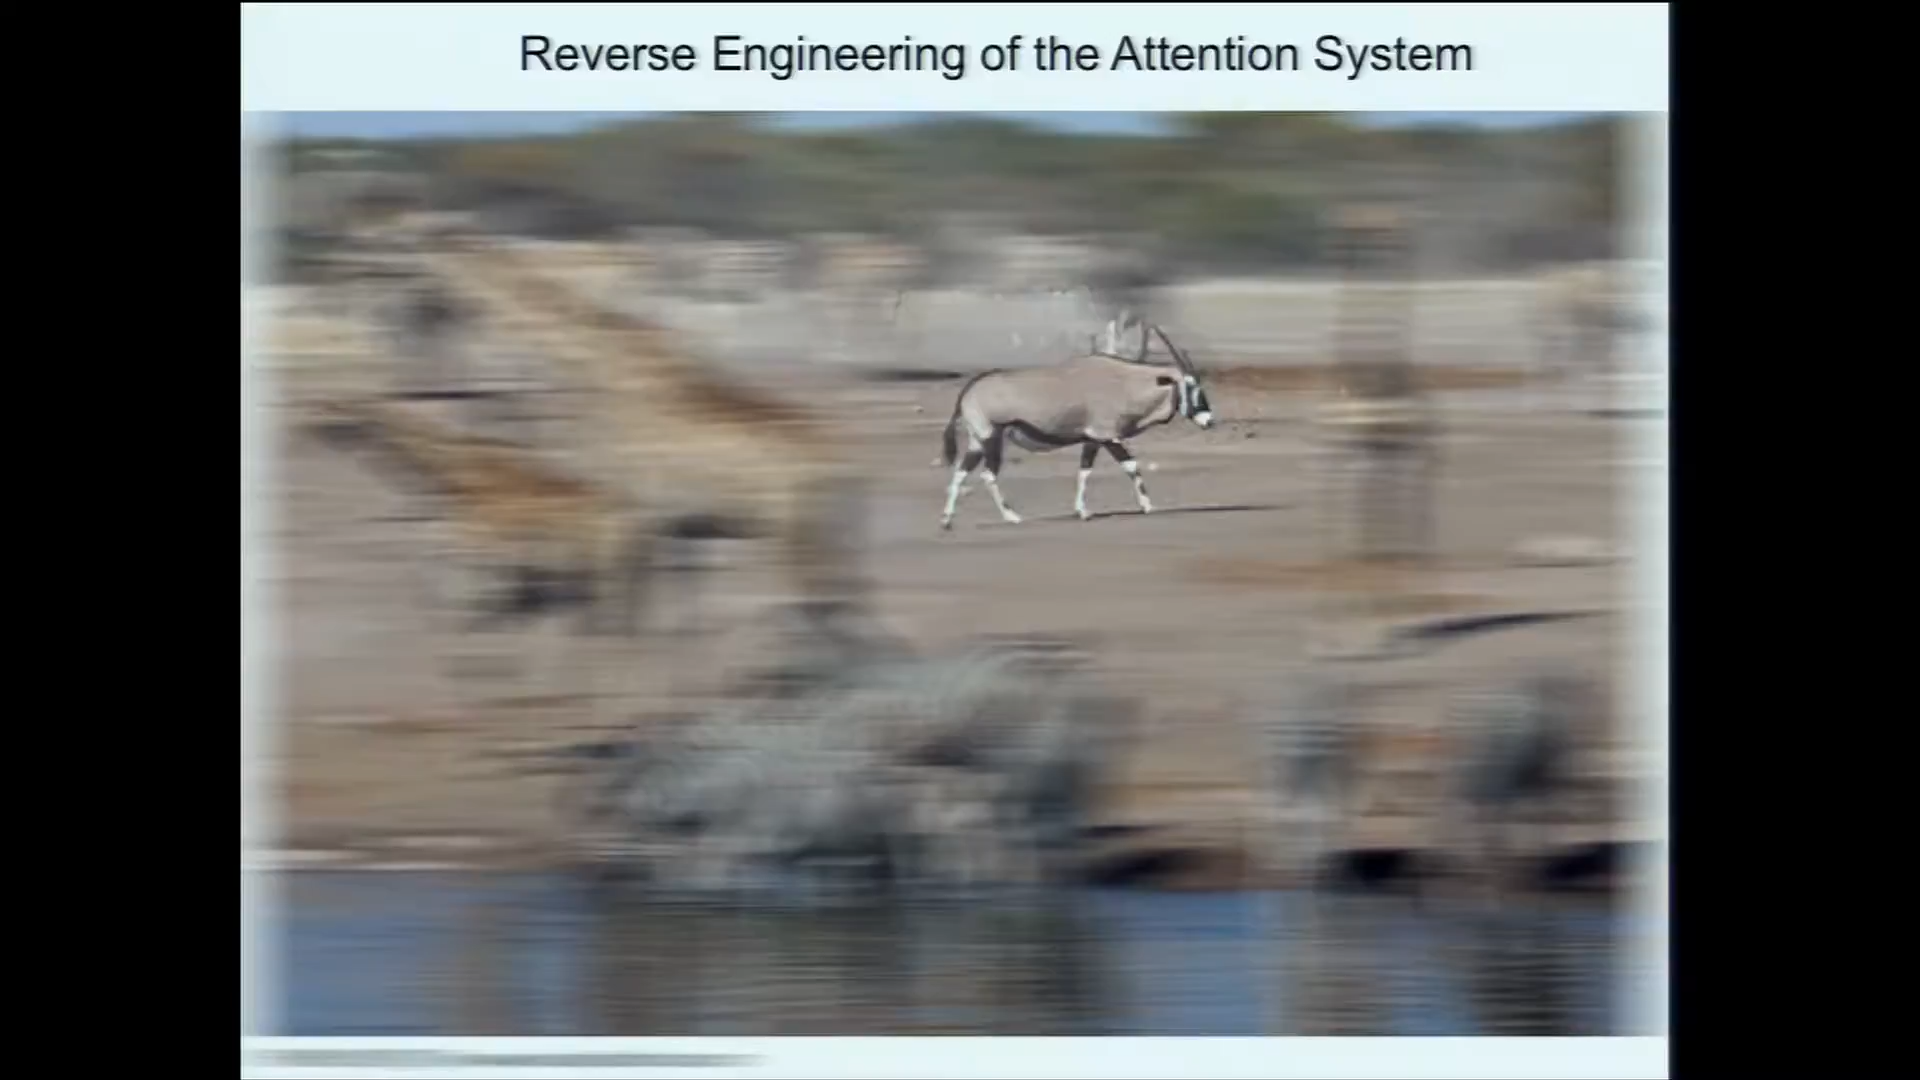 Reverse Engineering of the Attention System